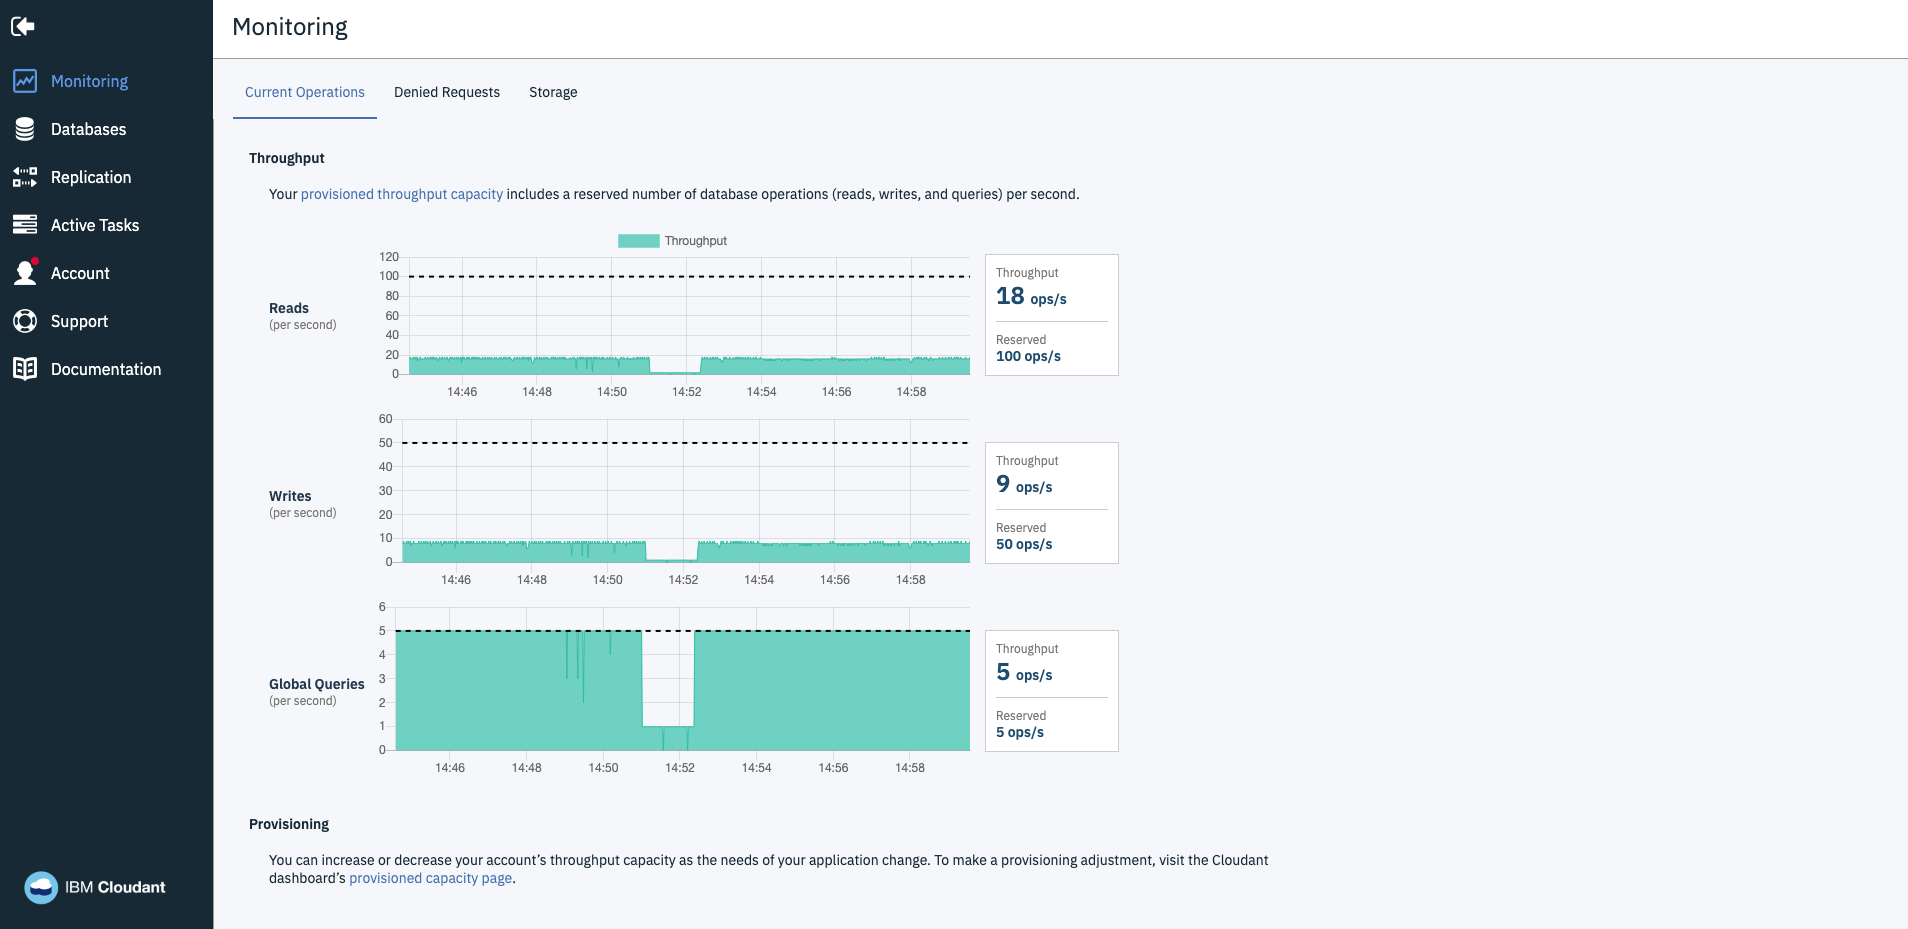 Monitoring
Monitoring
Databases
Replication
Active Tasks
Account
Support
Documentation
IBM Cloudant
Current Operations Denied Requests Storage
Throughput
Your provisioned throughput capacity includes a reserved number of database operations (reads, writes, and queries) per second.
Throughput
Reads
(per second)
120
100
80
60
40
20
0
14:46 14:48 14:50 14:52 14:54 14:56 14:58
Throughput
18 ops/s
Reserved
100 ops/s
Writes
(per second)
60
50
40
30
20
10
0
14:46 14:48 14:50 14:52 14:54 14:56 14:58
Throughput
9 ops/s
Reserved
50 ops/s
Global Queries
(per second)
6
5
4
3
2
1
0
14:46 14:48 14:50 14:52 14:54 14:56 14:58
Throughput
5 ops/s
Reserved
5 ops/s
Provisioning
You can increase or decrease your account’s throughput capacity as the needs of your application change. To make a provisioning adjustment, visit the Cloudant
dashboard’s provisioned capacity page.